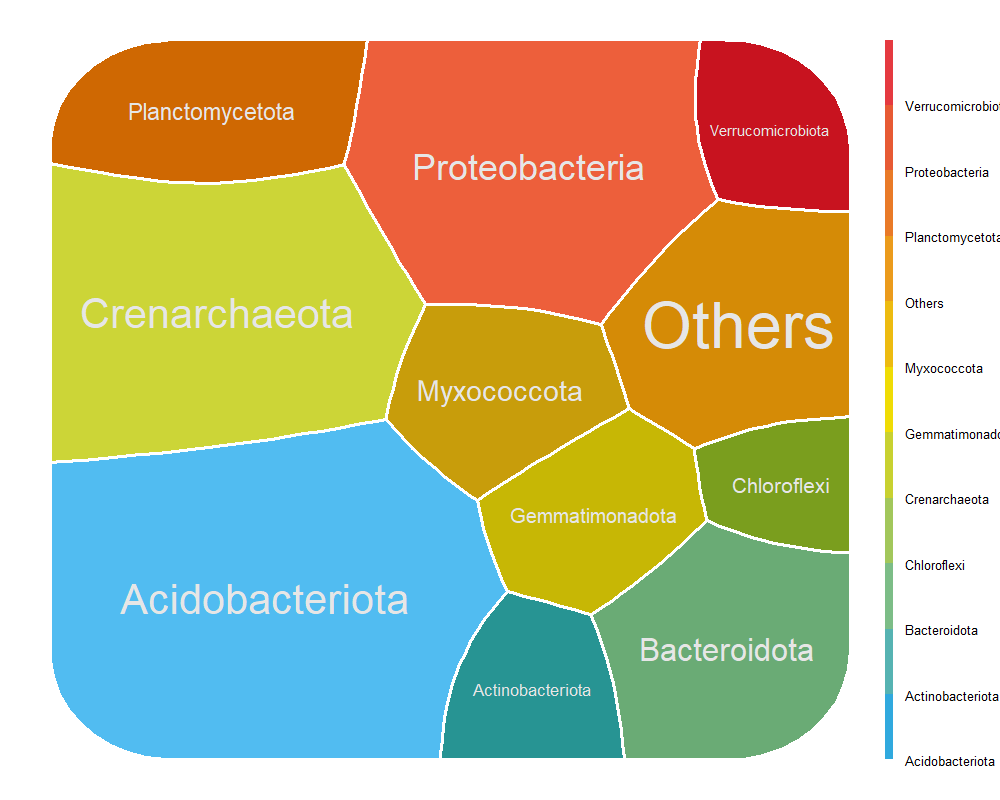 Planctomycetota
Proteobacteria
Verrucomicrobiota
Crenarchaeota
Others
Myxococcota
Chloroflexi
Gemmatimonadota
Acidobacteriota
Bacteroidota
Actinobacteriota
Verrucomicrobiot
Proteobacteria
Planctomycetota
Others
Myxococcota
Gemmatimonado
Crenarchaeota
Chloroflexi
Bacteroidota
Actinobacteriota
Acidobacteriota